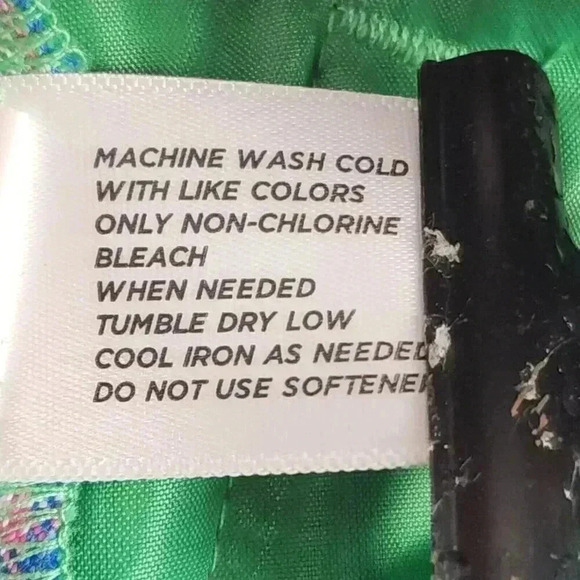 MACHINE WASH COLD
WITH LIKE COLORS
ONLY NON-CHLORINE
BLEACH
WHEN NEEDED
TUMBLE DRY LOW
COOL IRON AS NEEDED
DO NOT USE SOFTENER